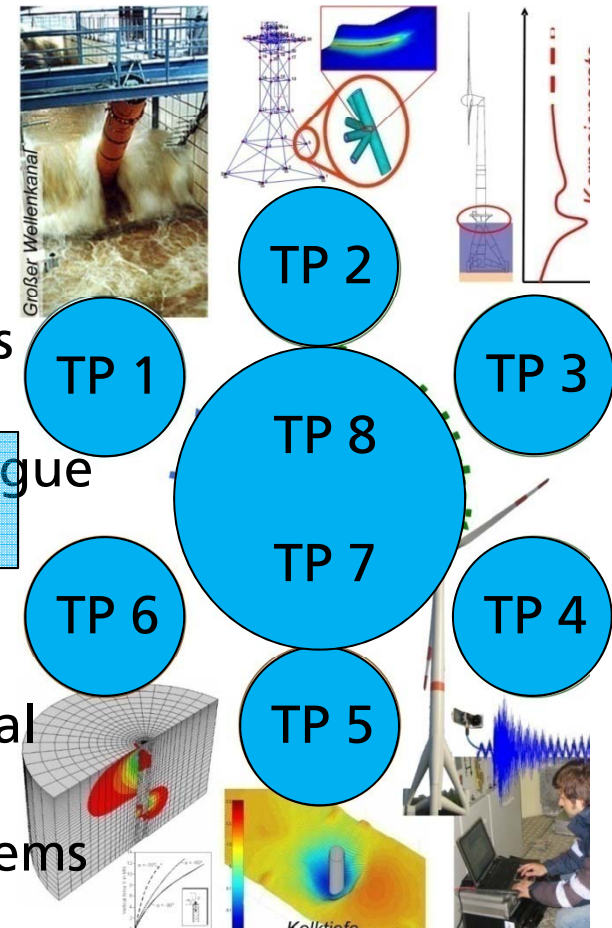 Großer Wellenkanal
TP 2
s
TP 1
TP 3
TP 8
gue
TP 7
TP 6
TP 4
al
TP 5
ems
Kolktiefe